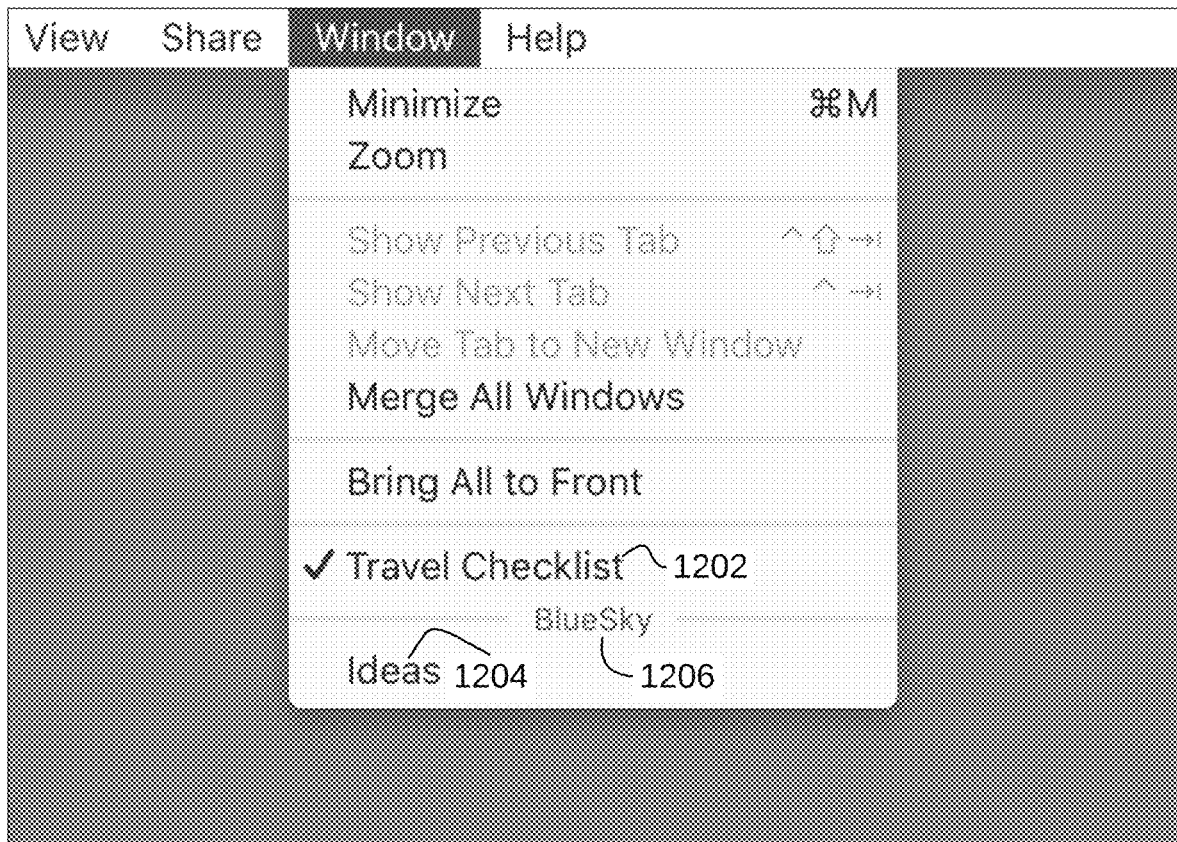 View Share Window Help
Minimize ⌘M
Zoom
Show Previous Tab ^⇧→I
Show Next Tab ^→I
Move Tab to New Window
Merge All Windows
Bring All to Front
✓ Travel Checklist 1202
BlueSky
Ideas 1204 1206